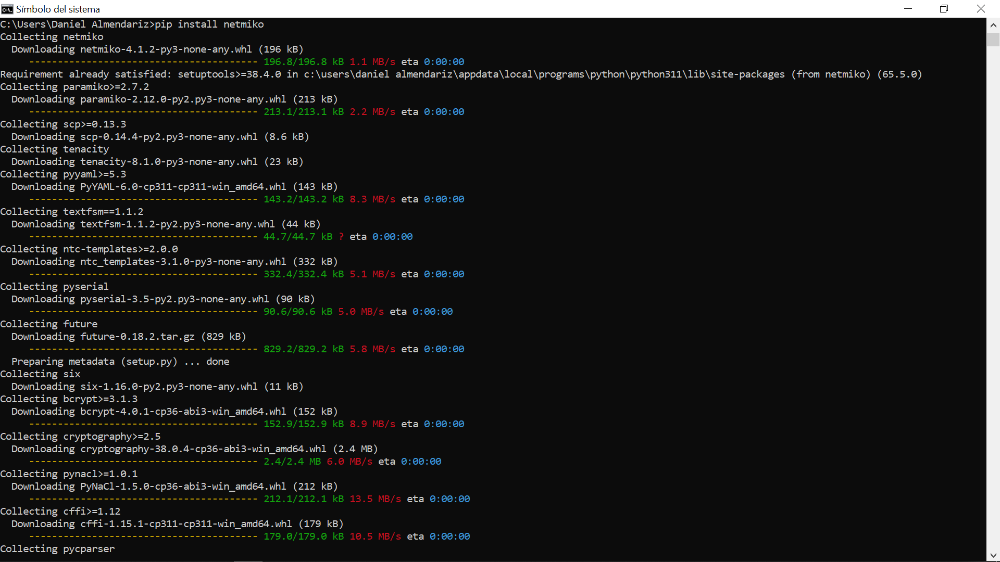 Símbolo del sistema
C:\Users\Daniel Almendariz>pip install netmiko
Collecting netmiko
  Downloading netmiko-4.1.2-py3-none-any.whl (196 kB)
     ---------------------------------------- 196.8/196.8 kB 1.1 MB/s eta 0:00:00
Requirement already satisfied: setuptools>=38.4.0 in c:\users\daniel almendariz\appdata\local\programs\python\python311\lib\site-packages (from netmiko) (65.5.0)
Collecting paramiko>=2.7.2
  Downloading paramiko-2.12.0-py2.py3-none-any.whl (213 kB)
     ---------------------------------------- 213.1/213.1 kB 2.2 MB/s eta 0:00:00
Collecting scp>=0.13.3
  Downloading scp-0.14.4-py2.py3-none-any.whl (8.6 kB)
Collecting tenacity
  Downloading tenacity-8.1.0-py3-none-any.whl (23 kB)
Collecting pyyaml>=5.3
  Downloading PyYAML-6.0-cp311-cp311-win_amd64.whl (143 kB)
     ---------------------------------------- 143.2/143.2 kB 8.3 MB/s eta 0:00:00
Collecting textfsm==1.1.2
  Downloading textfsm-1.1.2-py2.py3-none-any.whl (44 kB)
     ---------------------------------------- 44.7/44.7 kB ? eta 0:00:00
Collecting ntc-templates>=2.0.0
  Downloading ntc_templates-3.1.0-py3-none-any.whl (332 kB)
     ---------------------------------------- 332.4/332.4 kB 5.1 MB/s eta 0:00:00
Collecting pyserial
  Downloading pyserial-3.5-py2.py3-none-any.whl (90 kB)
     ---------------------------------------- 90.6/90.6 kB 5.0 MB/s eta 0:00:00
Collecting future
  Downloading future-0.18.2.tar.gz (829 kB)
     ---------------------------------------- 829.2/829.2 kB 5.8 MB/s eta 0:00:00
  Preparing metadata (setup.py) ... done
Collecting six
  Downloading six-1.16.0-py2.py3-none-any.whl (11 kB)
Collecting bcrypt>=3.1.3
  Downloading bcrypt-4.0.1-cp36-abi3-win_amd64.whl (152 kB)
     ---------------------------------------- 152.9/152.9 kB 8.9 MB/s eta 0:00:00
Collecting cryptography>=2.5
  Downloading cryptography-38.0.4-cp36-abi3-win_amd64.whl (2.4 MB)
     ---------------------------------------- 2.4/2.4 MB 6.0 MB/s eta 0:00:00
Collecting pynacl>=1.0.1
  Downloading PyNaCl-1.5.0-cp36-abi3-win_amd64.whl (212 kB)
     ---------------------------------------- 212.1/212.1 kB 13.5 MB/s eta 0:00:00
Collecting cffi>=1.12
  Downloading cffi-1.15.1-cp311-cp311-win_amd64.whl (179 kB)
     ---------------------------------------- 179.0/179.0 kB 10.5 MB/s eta 0:00:00
Collecting pycparser